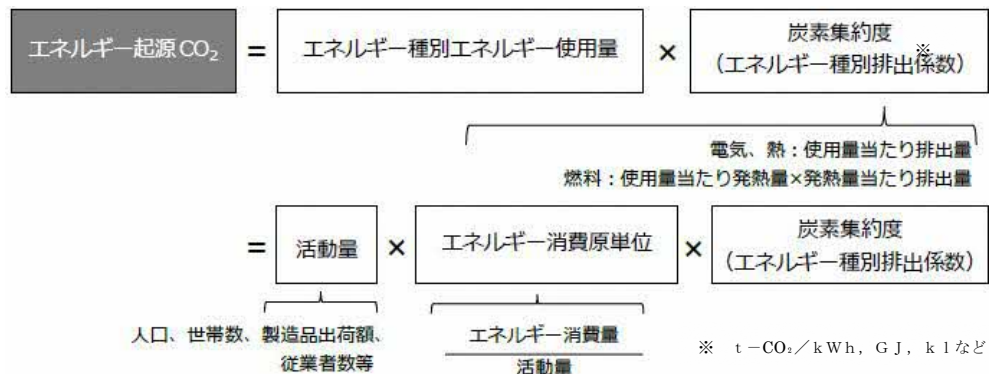 エネルギー起源CO₂ = エネルギー種別エネルギー使用量 × 炭素集約度
(エネルギー種別排出係数)※
電気、熱：使用量当たり排出量
燃料：使用量当たり発熱量×発熱量当たり排出量
= 活動量 × エネルギー消費原単位 × 炭素集約度
(エネルギー種別排出係数)
人口、世帯数、製造品出荷額、
従業者数等
エネルギー消費量
活動量
※ t－CO₂／kWh, GJ, klなど